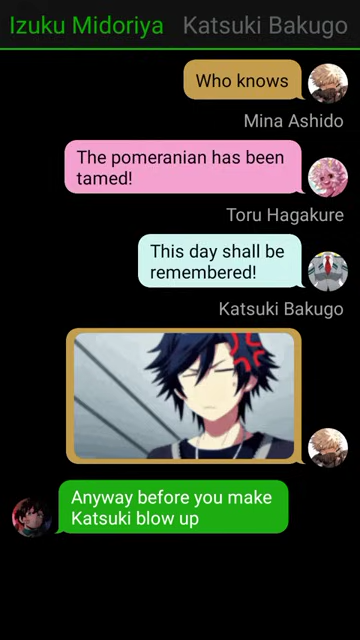 Izuku Midoriya Katsuki Bakugo
Who knows
Mina Ashido
The pomeranian has been
tamed!
Toru Hagakure
This day shall be
remembered!
Katsuki Bakugo
Anyway before you make
Katsuki blow up